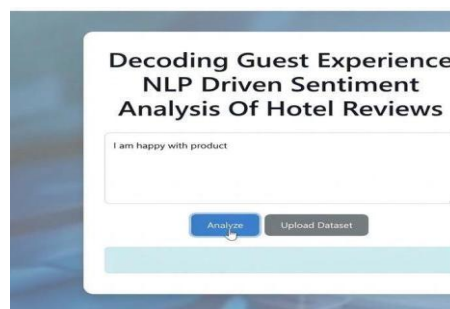 Decoding Guest Experience
NLP Driven Sentiment
Analysis Of Hotel Reviews
I am happy with product
Analyze
Upload Dataset